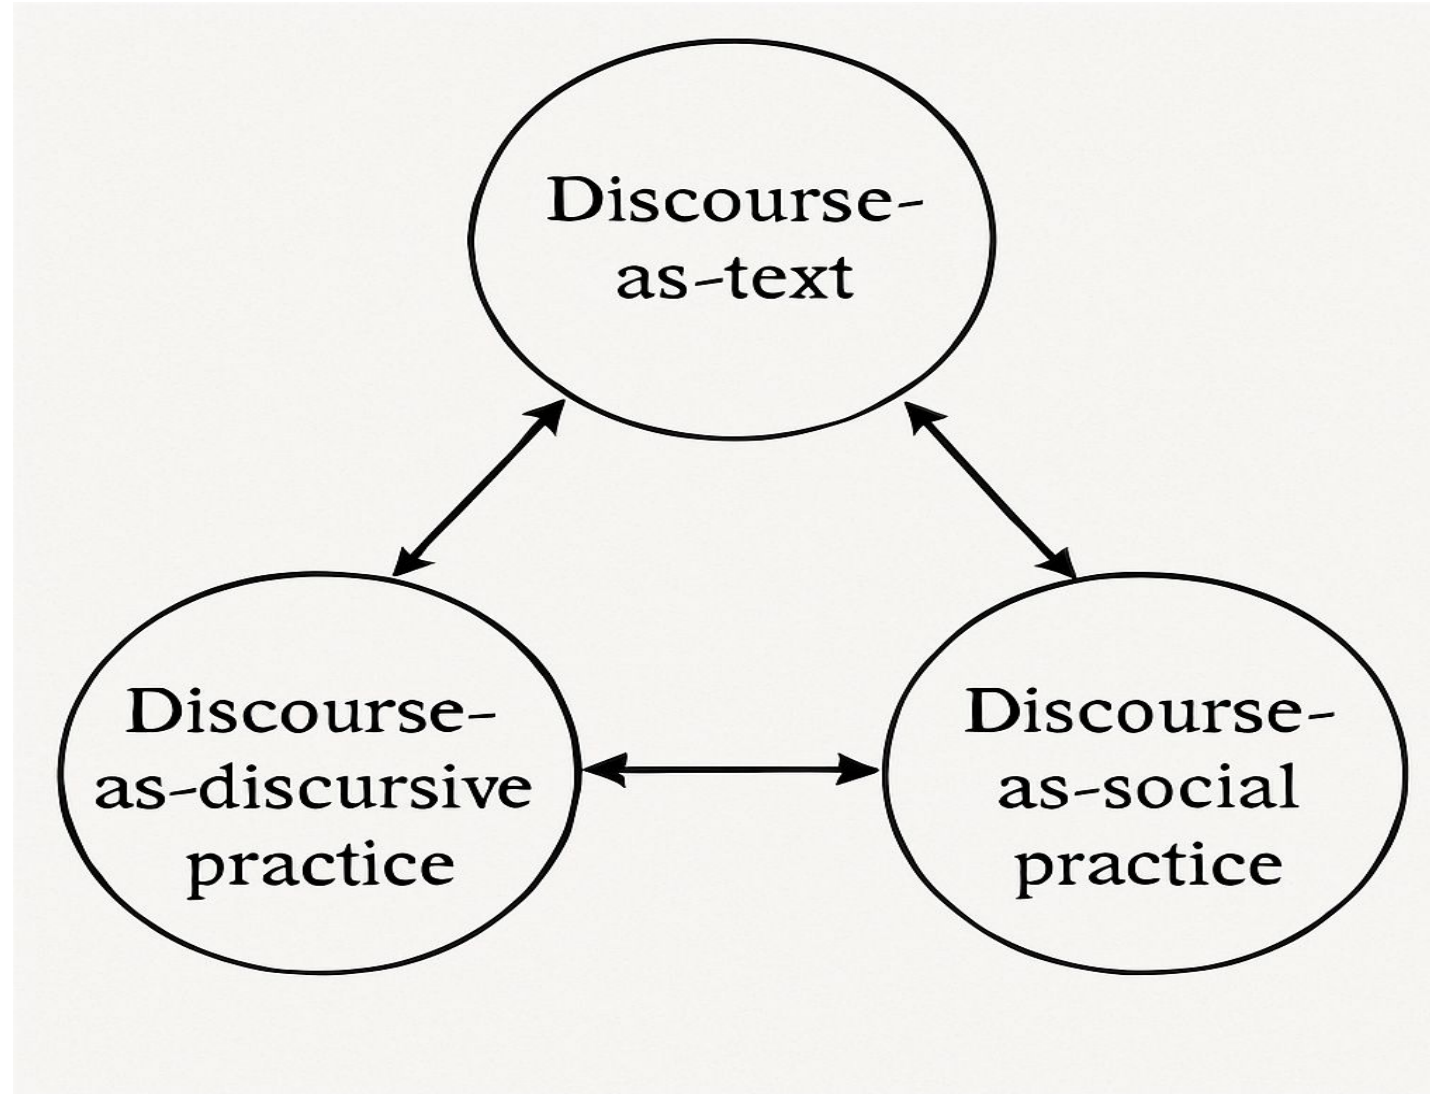 Discourse-
as-text
Discourse-
as-discursive
practice
Discourse-
as-social
practice